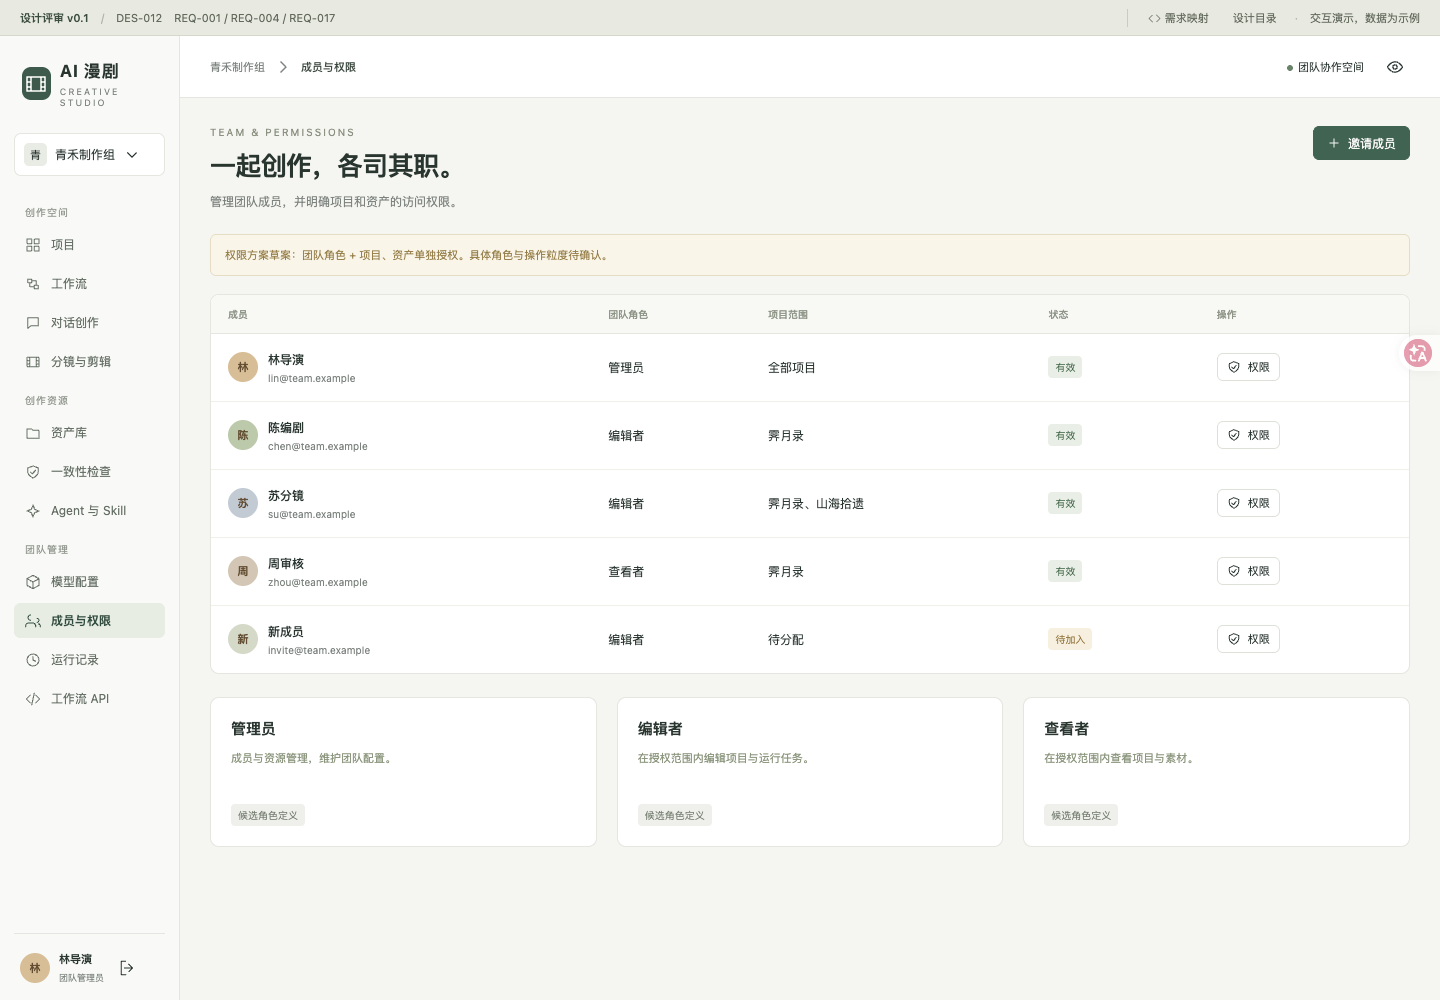 设计评审 v0.1 / DES-012 REQ-001 / REQ-004 / REQ-017
需求映射 设计目录 · 交互演示，数据为示例
AI 漫剧
CREATIVE
STUDIO
青 青禾制作组
创作空间
项目
工作流
对话创作
分镜与剪辑
创作资源
资产库
一致性检查
Agent 与 Skill
团队管理
模型配置
成员与权限
运行记录
工作流 API
林 林导演
团队管理员
青禾制作组 成员与权限
团队协作空间
TEAM & PERMISSIONS
一起创作，各司其职。
管理团队成员，并明确项目和资产的访问权限。
邀请成员
权限方案草案：团队角色 + 项目、资产单独授权。具体角色与操作粒度待确认。
成员 团队角色 项目范围 状态 操作
林 林导演 管理员 全部项目 有效 权限
lin@team.example
陈 陈编剧 编辑者 霁月录 有效 权限
chen@team.example
苏 苏分镜 编辑者 霁月录、山海拾遗 有效 权限
su@team.example
周 周审核 查看者 霁月录 有效 权限
zhou@team.example
新 新成员 编辑者 待分配 待加入 权限
invite@team.example
管理员
成员与资源管理，维护团队配置。
候选角色定义
编辑者
在授权范围内编辑项目与运行任务。
候选角色定义
查看者
在授权范围内查看项目与素材。
候选角色定义